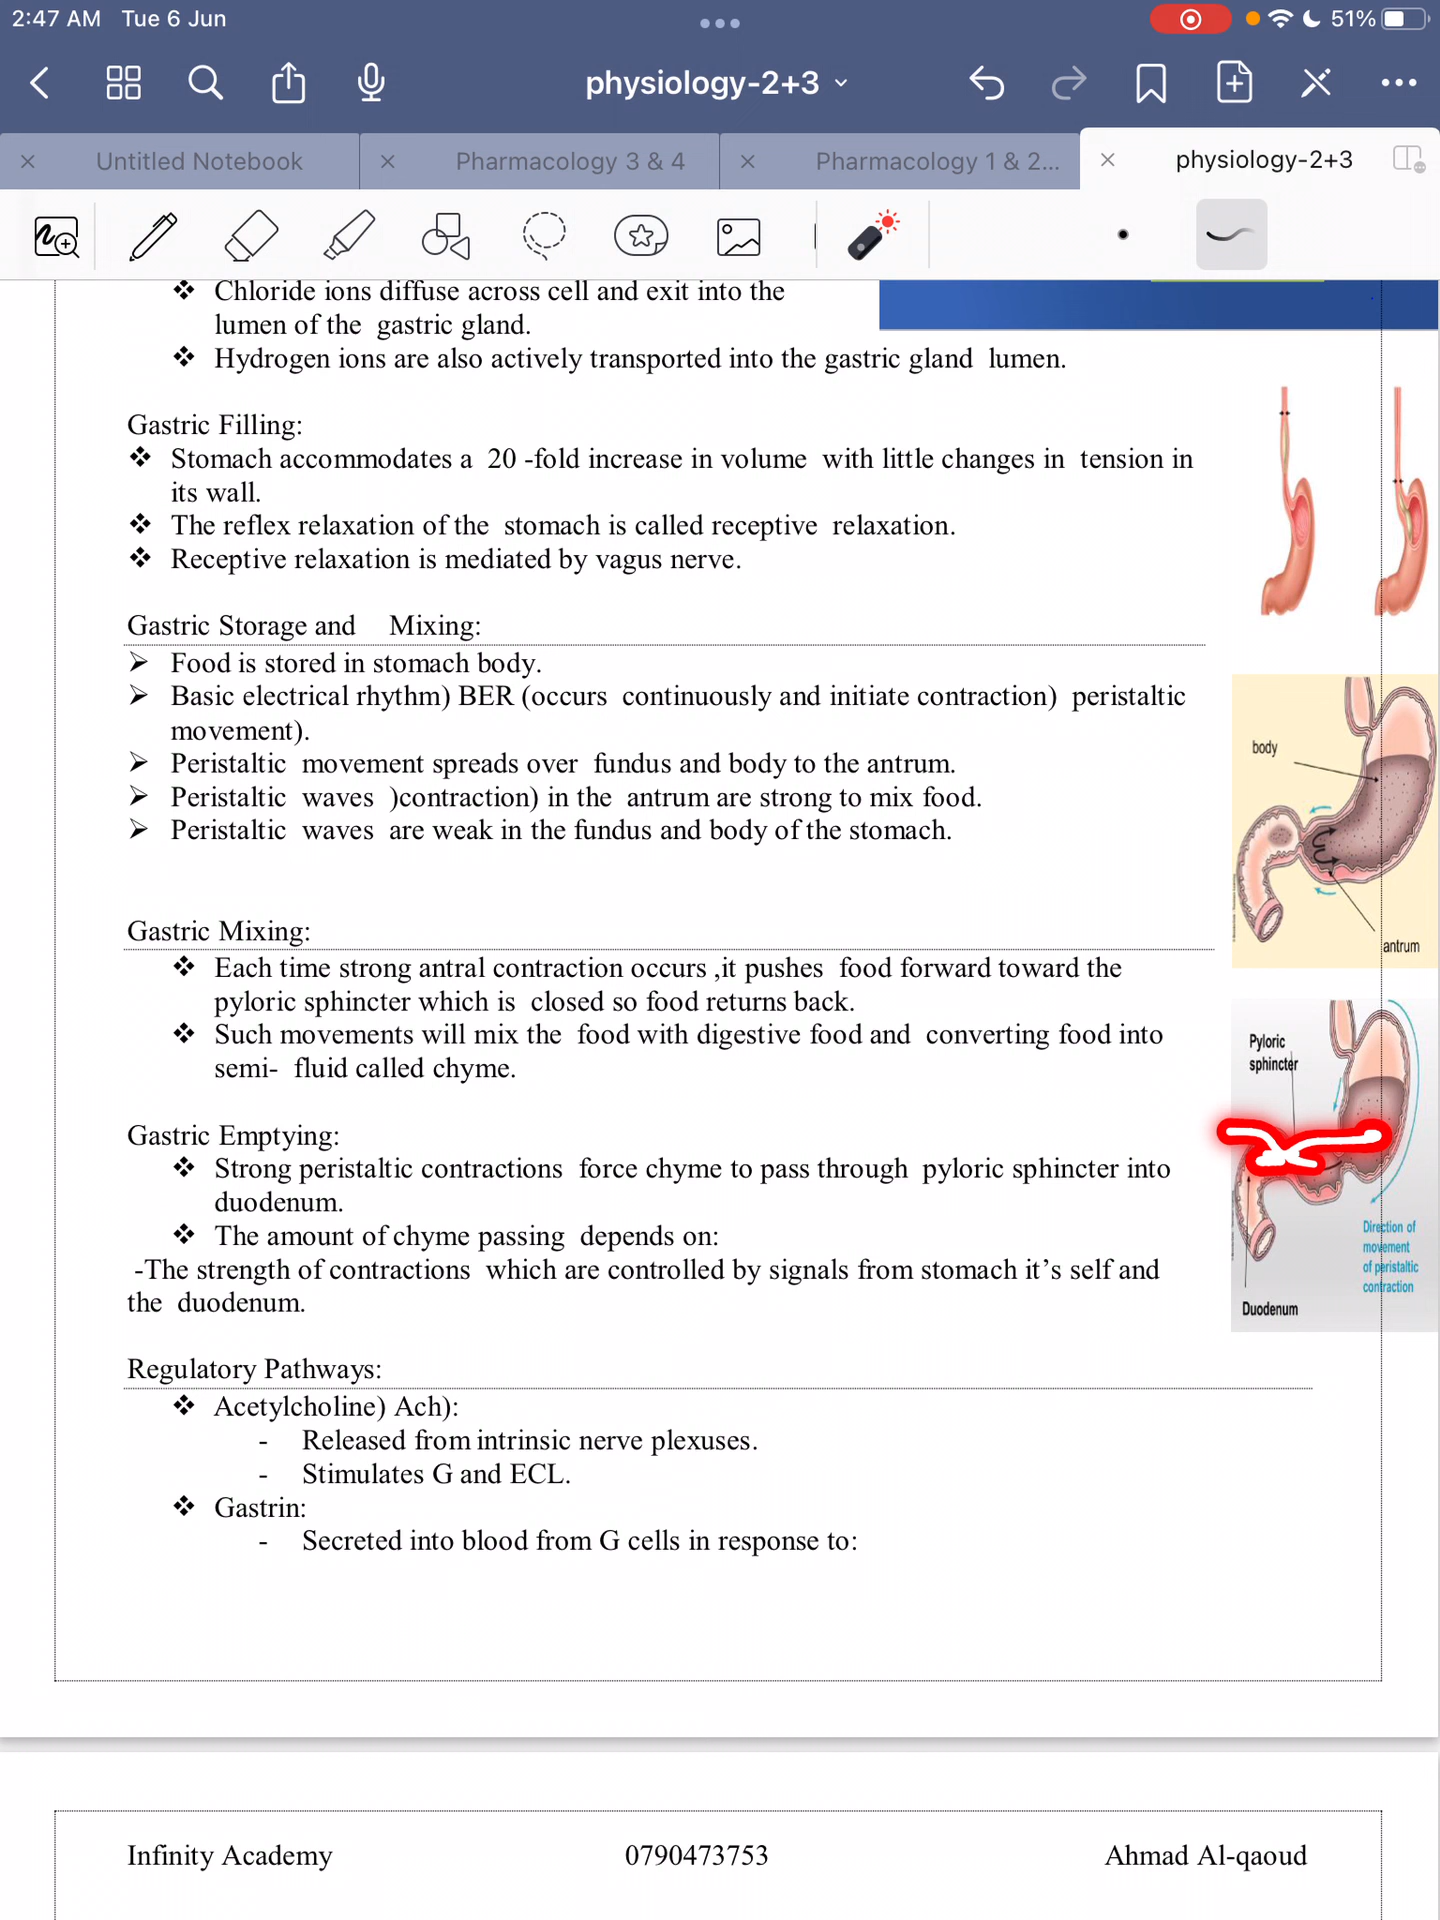 2:47 AM Tue 6 Jun
51%
physiology-2+3
Untitled Notebook
Pharmacology 3 & 4
Pharmacology 1 & 2...
physiology-2+3
❖ Chloride ions diffuse across cell and exit into the
lumen of the gastric gland.
❖ Hydrogen ions are also actively transported into the gastric gland lumen.
Gastric Filling:
❖ Stomach accommodates a 20 -fold increase in volume with little changes in tension in
its wall.
❖ The reflex relaxation of the stomach is called receptive relaxation.
❖ Receptive relaxation is mediated by vagus nerve.
Gastric Storage and Mixing:
➢ Food is stored in stomach body.
➢ Basic electrical rhythm) BER (occurs continuously and initiate contraction) peristaltic
movement).
➢ Peristaltic movement spreads over fundus and body to the antrum.
➢ Peristaltic waves )contraction) in the antrum are strong to mix food.
➢ Peristaltic waves are weak in the fundus and body of the stomach.
body
antrum
Gastric Mixing:
❖ Each time strong antral contraction occurs ,it pushes food forward toward the
pyloric sphincter which is closed so food returns back.
❖ Such movements will mix the food with digestive food and converting food into
semi- fluid called chyme.
Pyloric
sphincter
Direction of
movement
of peristaltic
contraction
Duodenum
Gastric Emptying:
❖ Strong peristaltic contractions force chyme to pass through pyloric sphincter into
duodenum.
❖ The amount of chyme passing depends on:
-The strength of contractions which are controlled by signals from stomach it’s self and
the duodenum.
Regulatory Pathways:
❖ Acetylcholine) Ach):
- Released from intrinsic nerve plexuses.
- Stimulates G and ECL.
❖ Gastrin:
- Secreted into blood from G cells in response to:
Infinity Academy 0790473753 Ahmad Al-qaoud